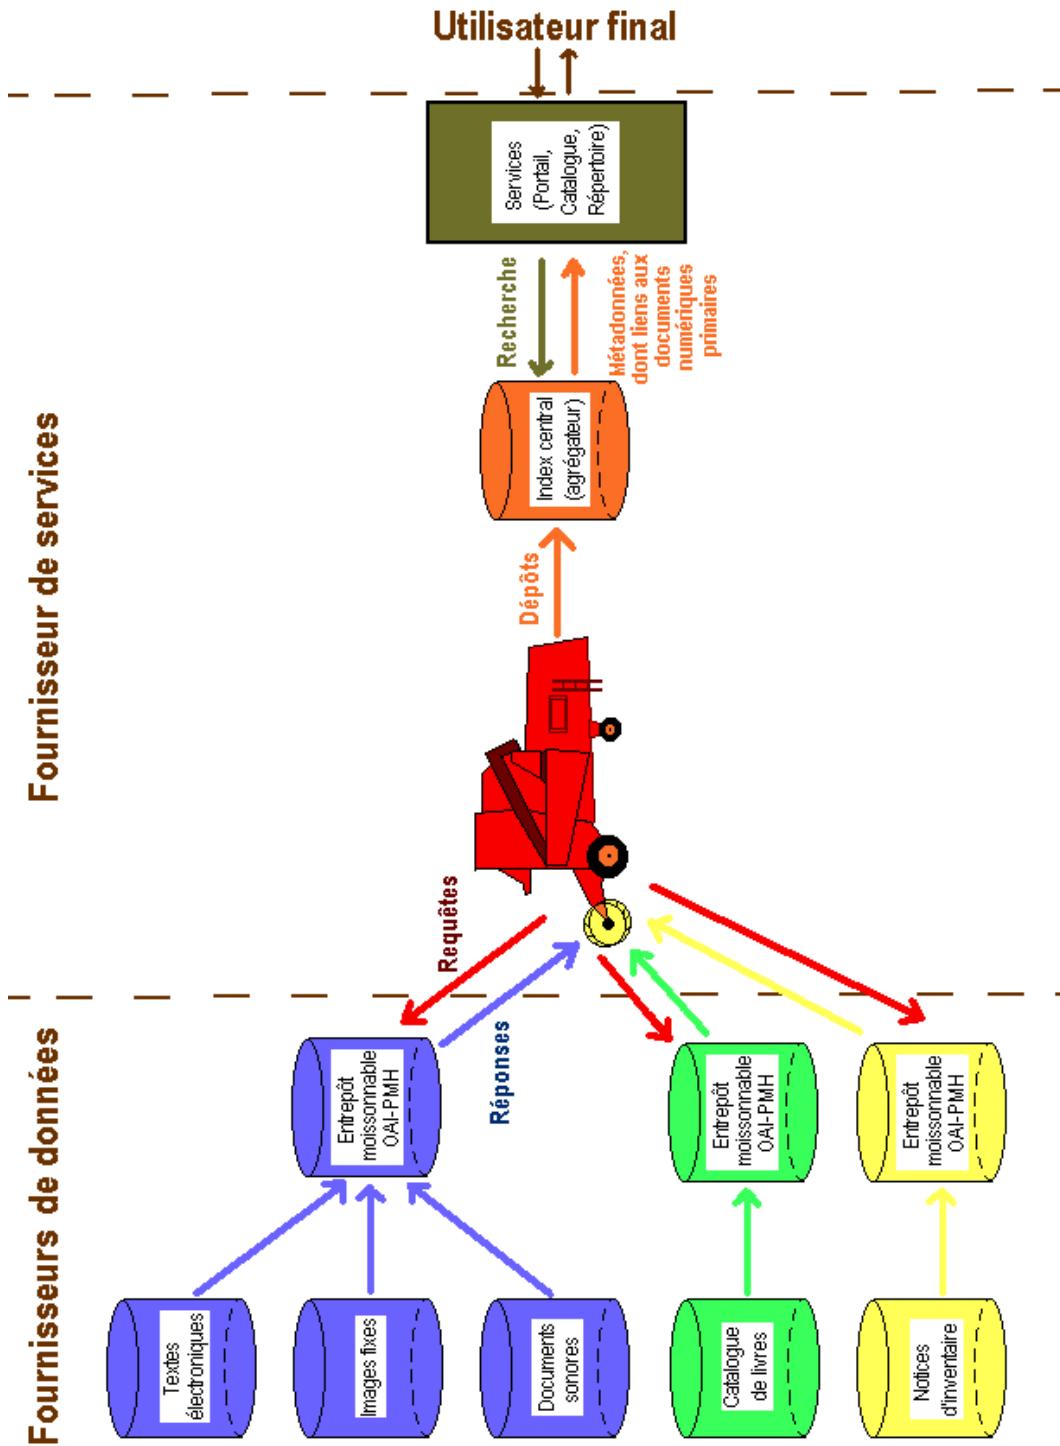 Utilisateur final
Fournisseur de services
Services
(Portail,
Catalogue,
Répertoire)
Recherche
Métadonnées,
dont liens aux
documents
numériques
primaires
Index central
(agrégateur)
Dépôts
Requêtes
Réponses
Fournisseurs de données
Entrepôt
moissonnable
OAI-PMH
Entrepôt
moissonnable
OAI-PMH
Entrepôt
moissonnable
OAI-PMH
Textes
électroniques
Images fixes
Documents
sonores
Catalogue
de livres
Notices
d'inventaire